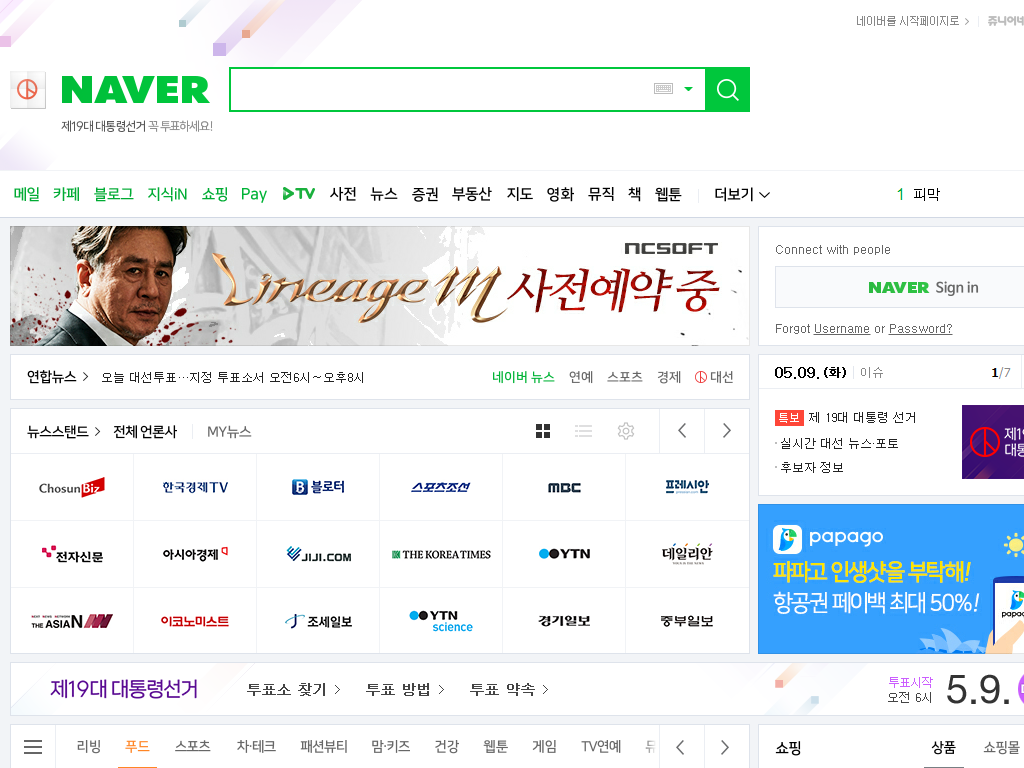 네이버를 시작페이지로
쥬니어네
NAVER
제19대 대통령선거 꼭 투표하세요!
메일 카페 블로그 지식iN 쇼핑 Pay TV 사전 뉴스 증권 부동산 지도 영화 뮤직 책 웹툰 더보기
1 피막
NCSOFT
Lineage M 사전예약 중
Connect with people
NAVER Sign in
Forgot Username or Password?
연합뉴스 오늘 대선투표…지정 투표소서 오전6시~오후8시
네이버 뉴스 연예 스포츠 경제 대선
05.09. (화) 이슈 1/7
특보 제 19대 대통령 선거
·실시간 대선 뉴스·포토
·후보자 정보
제1
대통
뉴스스탠드 전체 언론사 MY뉴스
ChosunBiz 한국경제TV B 블로터 스포츠조선 MBC 프레시안
전자신문 아시아경제 JIJI.COM THE KOREA TIMES YTN 데일리안
THE ASIAN 이코노미스트 조세일보 YTN science 경기일보 중부일보
papago
파파고 인생샷을 부탁해!
항공권 페이백 최대 50%!
papago
제19대 대통령선거 투표소 찾기 투표 방법 투표 약속
투표시작
오전 6시
5.9.
리빙 푸드 스포츠 차·테크 패션뷰티 맘·키즈 건강 웹툰 게임 TV연예
쇼핑 상품 쇼핑몰